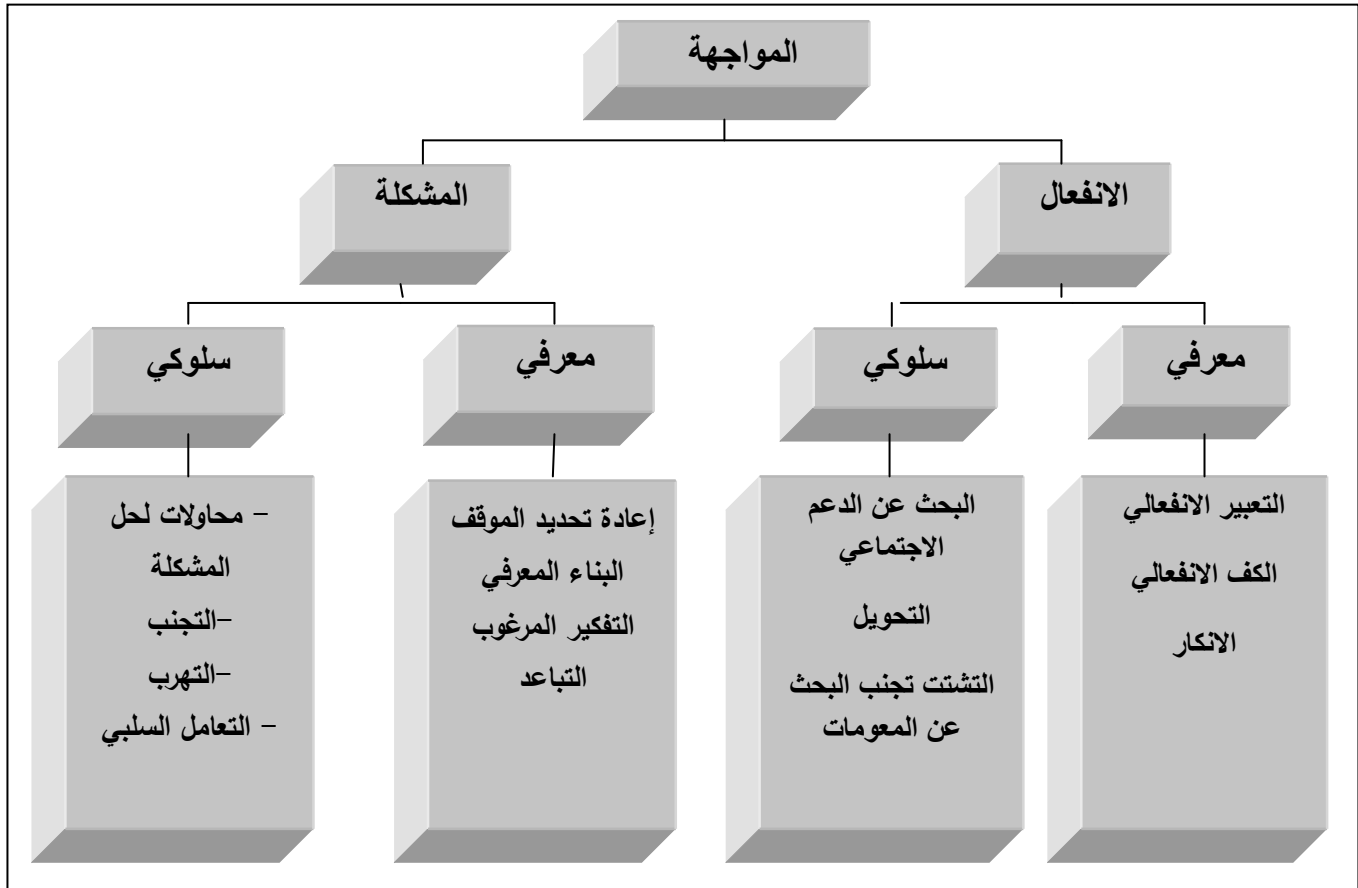 المواجهة
الانفعال
المشكلة
معرفي
سلوكي
معرفي
سلوكي
التعبير الانفعالي
الكف الانفعالي
الانكار
البحث عن الدعم
الاجتماعي
التحويل
التشتت تجنب البحث
عن المعومات
إعادة تحديد الموقف
البناء المعرفي
التفكير المرغوب
التباعد
- محاولات لحل
المشكلة
-التجنب
-التهرب
- التعامل السلبي